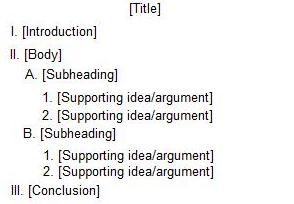 [Title]
I. [Introduction]
II. [Body]
A. [Subheading]
1. [Supporting idea/argument]
2. [Supporting idea/argument]
B. [Subheading]
1. [Supporting idea/argument]
2. [Supporting idea/argument]
III. [Conclusion]